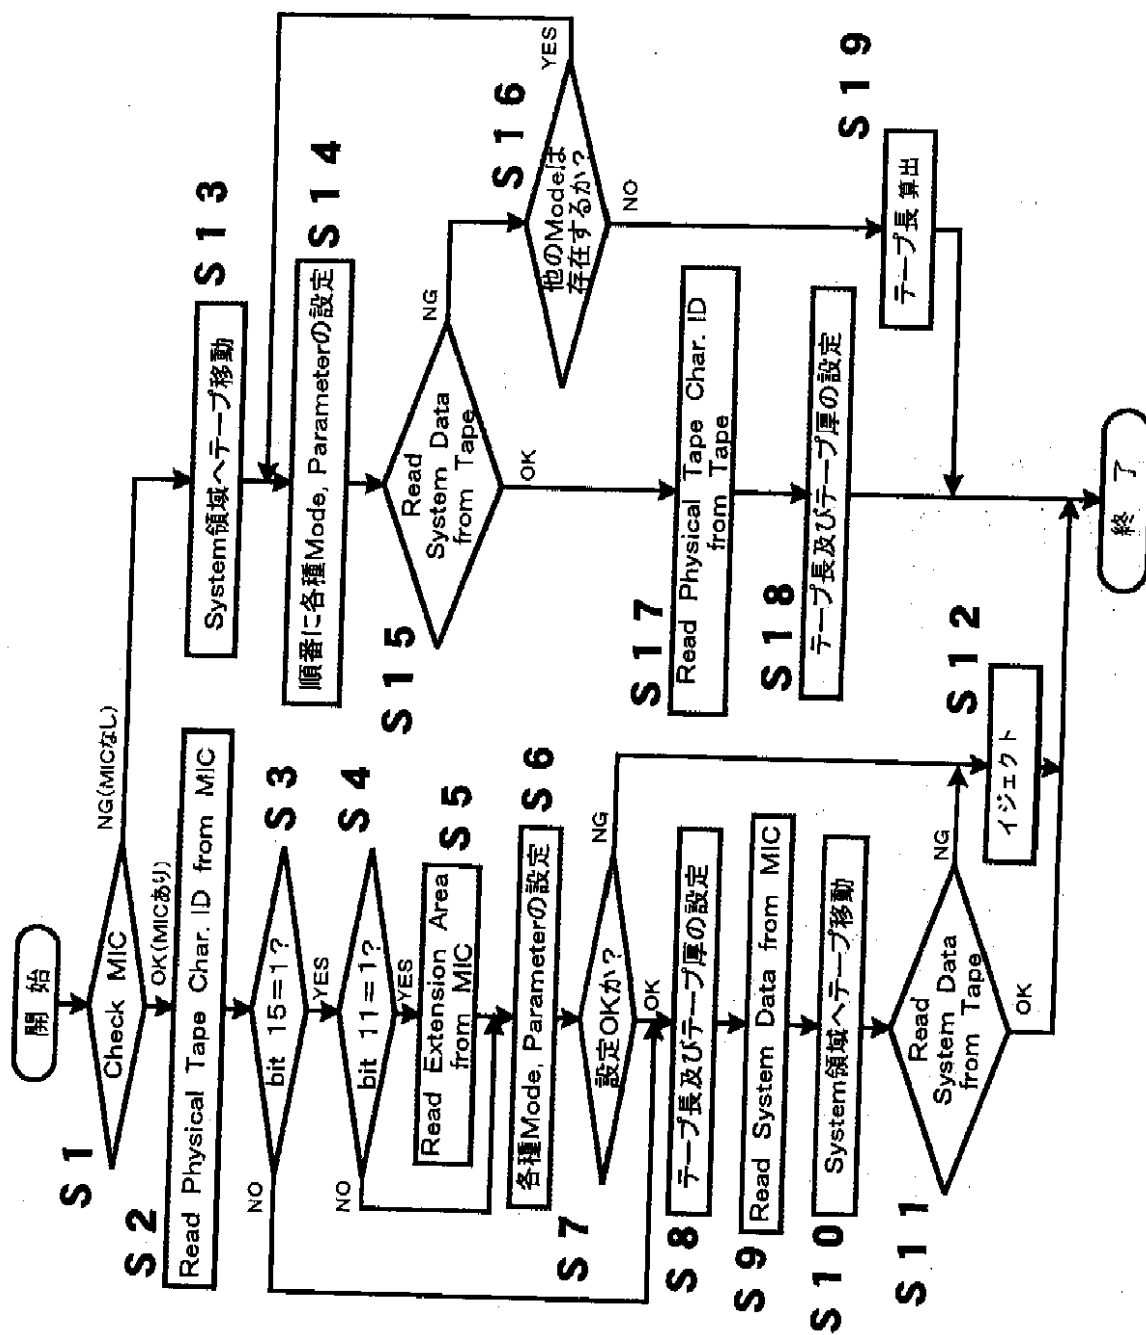 開 始
S1
Check MIC
NG(MICなし)
OK(MICあり)
S2
Read Physical Tape Char. ID from MIC
S3
bit 15=1?
NO
YES
S4
bit 11=1?
NO
YES
S5
Read Extension Area
from MIC
S6
各種Mode, Parameterの設定
S7
設定OKか?
NG
OK
S8
テープ長及びテープ厚の設定
S9
Read System Data from MIC
S10
System領域へテープ移動
S11
Read
System Data
from Tape
NG
OK
S12
イジェクト
S13
System領域へテープ移動
S14
順番に各種Mode, Parameterの設定
S15
Read
System Data
from Tape
NG
OK
S16
他のModeは
存在するか?
YES
NO
S17
Read Physical Tape Char. ID
from Tape
S18
テープ長及びテープ厚の設定
S19
テープ長算出
終 了